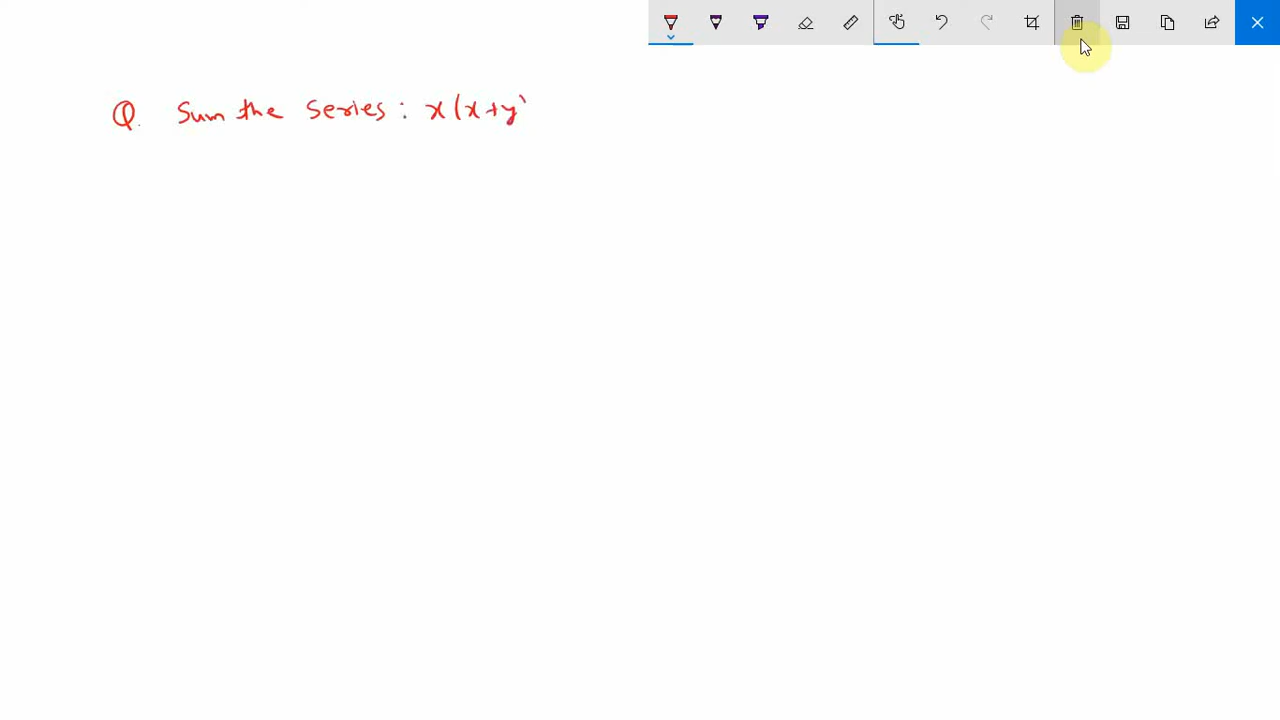 Q. Sum the series : x(x+y)